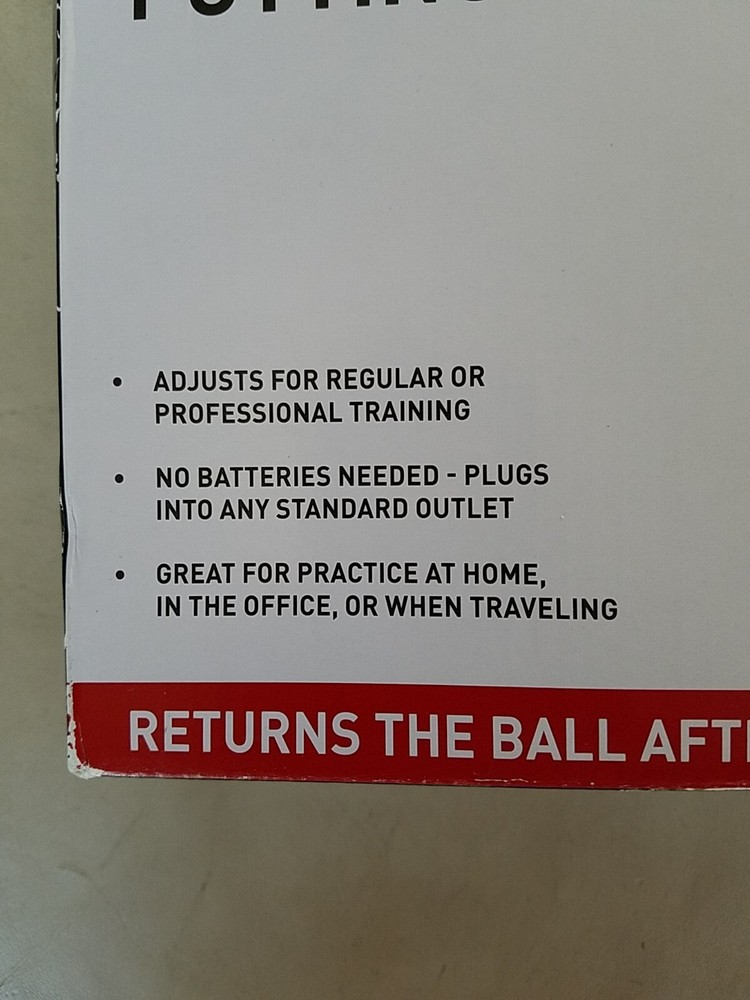 • ADJUSTS FOR REGULAR OR
PROFESSIONAL TRAINING
• NO BATTERIES NEEDED - PLUGS
INTO ANY STANDARD OUTLET
• GREAT FOR PRACTICE AT HOME,
IN THE OFFICE, OR WHEN TRAVELING
RETURNS THE BALL